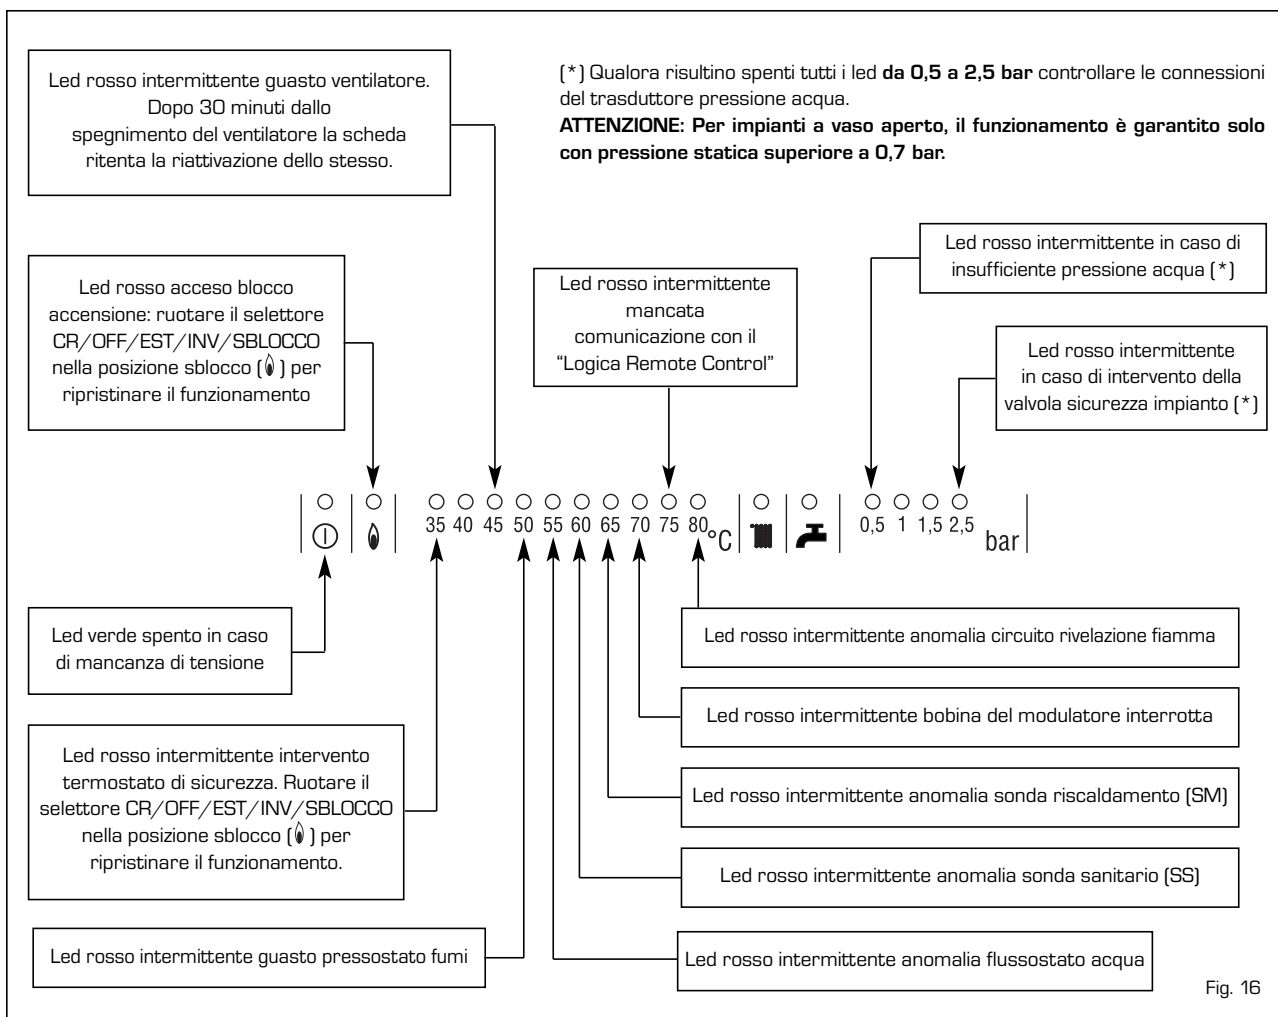 Led rosso intermittente guasto ventilatore.
Dopo 30 minuti dallo
spegnimento del ventilatore la scheda
ritenta la riattivazione dello stesso.
(*) Qualora risultino spenti tutti i led da 0,5 a 2,5 bar controllare le connessioni
del trasduttore pressione acqua.
ATTENZIONE: Per impianti a vaso aperto, il funzionamento è garantito solo
con pressione statica superiore a 0,7 bar.
Led rosso acceso blocco
accensione: ruotare il selettore
CR/OFF/EST/INV/SBLOCCO
nella posizione sblocco ( ) per
ripristinare il funzionamento
Led rosso intermittente
mancata
comunicazione con il
“Logica Remote Control”
Led rosso intermittente in caso di
insufficiente pressione acqua (*)
Led rosso intermittente
in caso di intervento della
valvola sicurezza impianto (*)
35 40 45 50 55 60 65 70 75 80 °C
0,5 1 1,5 2,5 bar
Led verde spento in caso
di mancanza di tensione
Led rosso intermittente intervento
termostato di sicurezza. Ruotare il
selettore CR/OFF/EST/INV/SBLOCCO
nella posizione sblocco ( ) per
ripristinare il funzionamento.
Led rosso intermittente guasto pressostato fumi
Led rosso intermittente anomalia circuito rivelazione fiamma
Led rosso intermittente bobina del modulatore interrotta
Led rosso intermittente anomalia sonda riscaldamento (SM)
Led rosso intermittente anomalia sonda sanitario (SS)
Led rosso intermittente anomalia flussostato acqua
Fig. 16